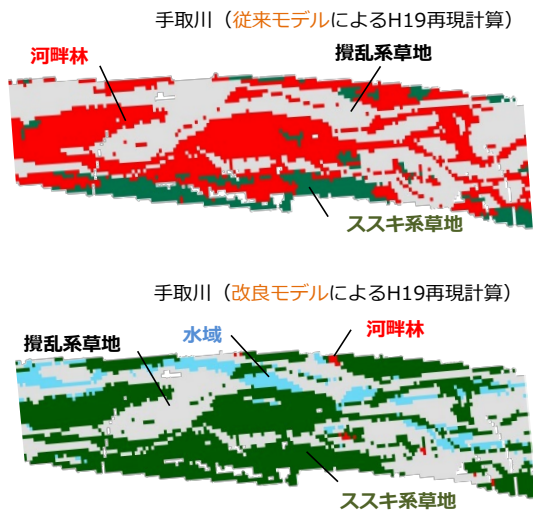 手取川（従来モデルによるH19再現計算）
河畔林
攪乱系草地
ススキ系草地
手取川（改良モデルによるH19再現計算）
攪乱系草地
水域
河畔林
ススキ系草地